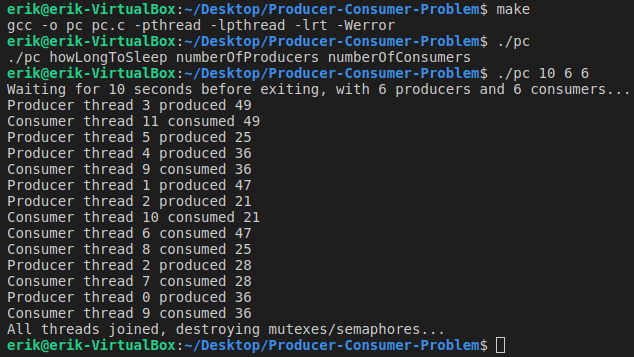 erik@erik-VirtualBox:~/Desktop/Producer-Consumer-Problem$ make
gcc -o pc pc.c -pthread -lpthread -lrt -Werror
erik@erik-VirtualBox:~/Desktop/Producer-Consumer-Problem$ ./pc
./pc howLongToSleep numberOfProducers numberOfConsumers
erik@erik-VirtualBox:~/Desktop/Producer-Consumer-Problem$ ./pc 10 6 6
Waiting for 10 seconds before exiting, with 6 producers and 6 consumers...
Producer thread 3 produced 49
Consumer thread 11 consumed 49
Producer thread 5 produced 25
Producer thread 4 produced 36
Consumer thread 9 consumed 36
Producer thread 1 produced 47
Producer thread 2 produced 21
Consumer thread 10 consumed 21
Consumer thread 6 consumed 47
Consumer thread 8 consumed 25
Producer thread 2 produced 28
Consumer thread 7 consumed 28
Producer thread 0 produced 36
Consumer thread 9 consumed 36
All threads joined, destroying mutexes/semaphores...
erik@erik-VirtualBox:~/Desktop/Producer-Consumer-Problem$